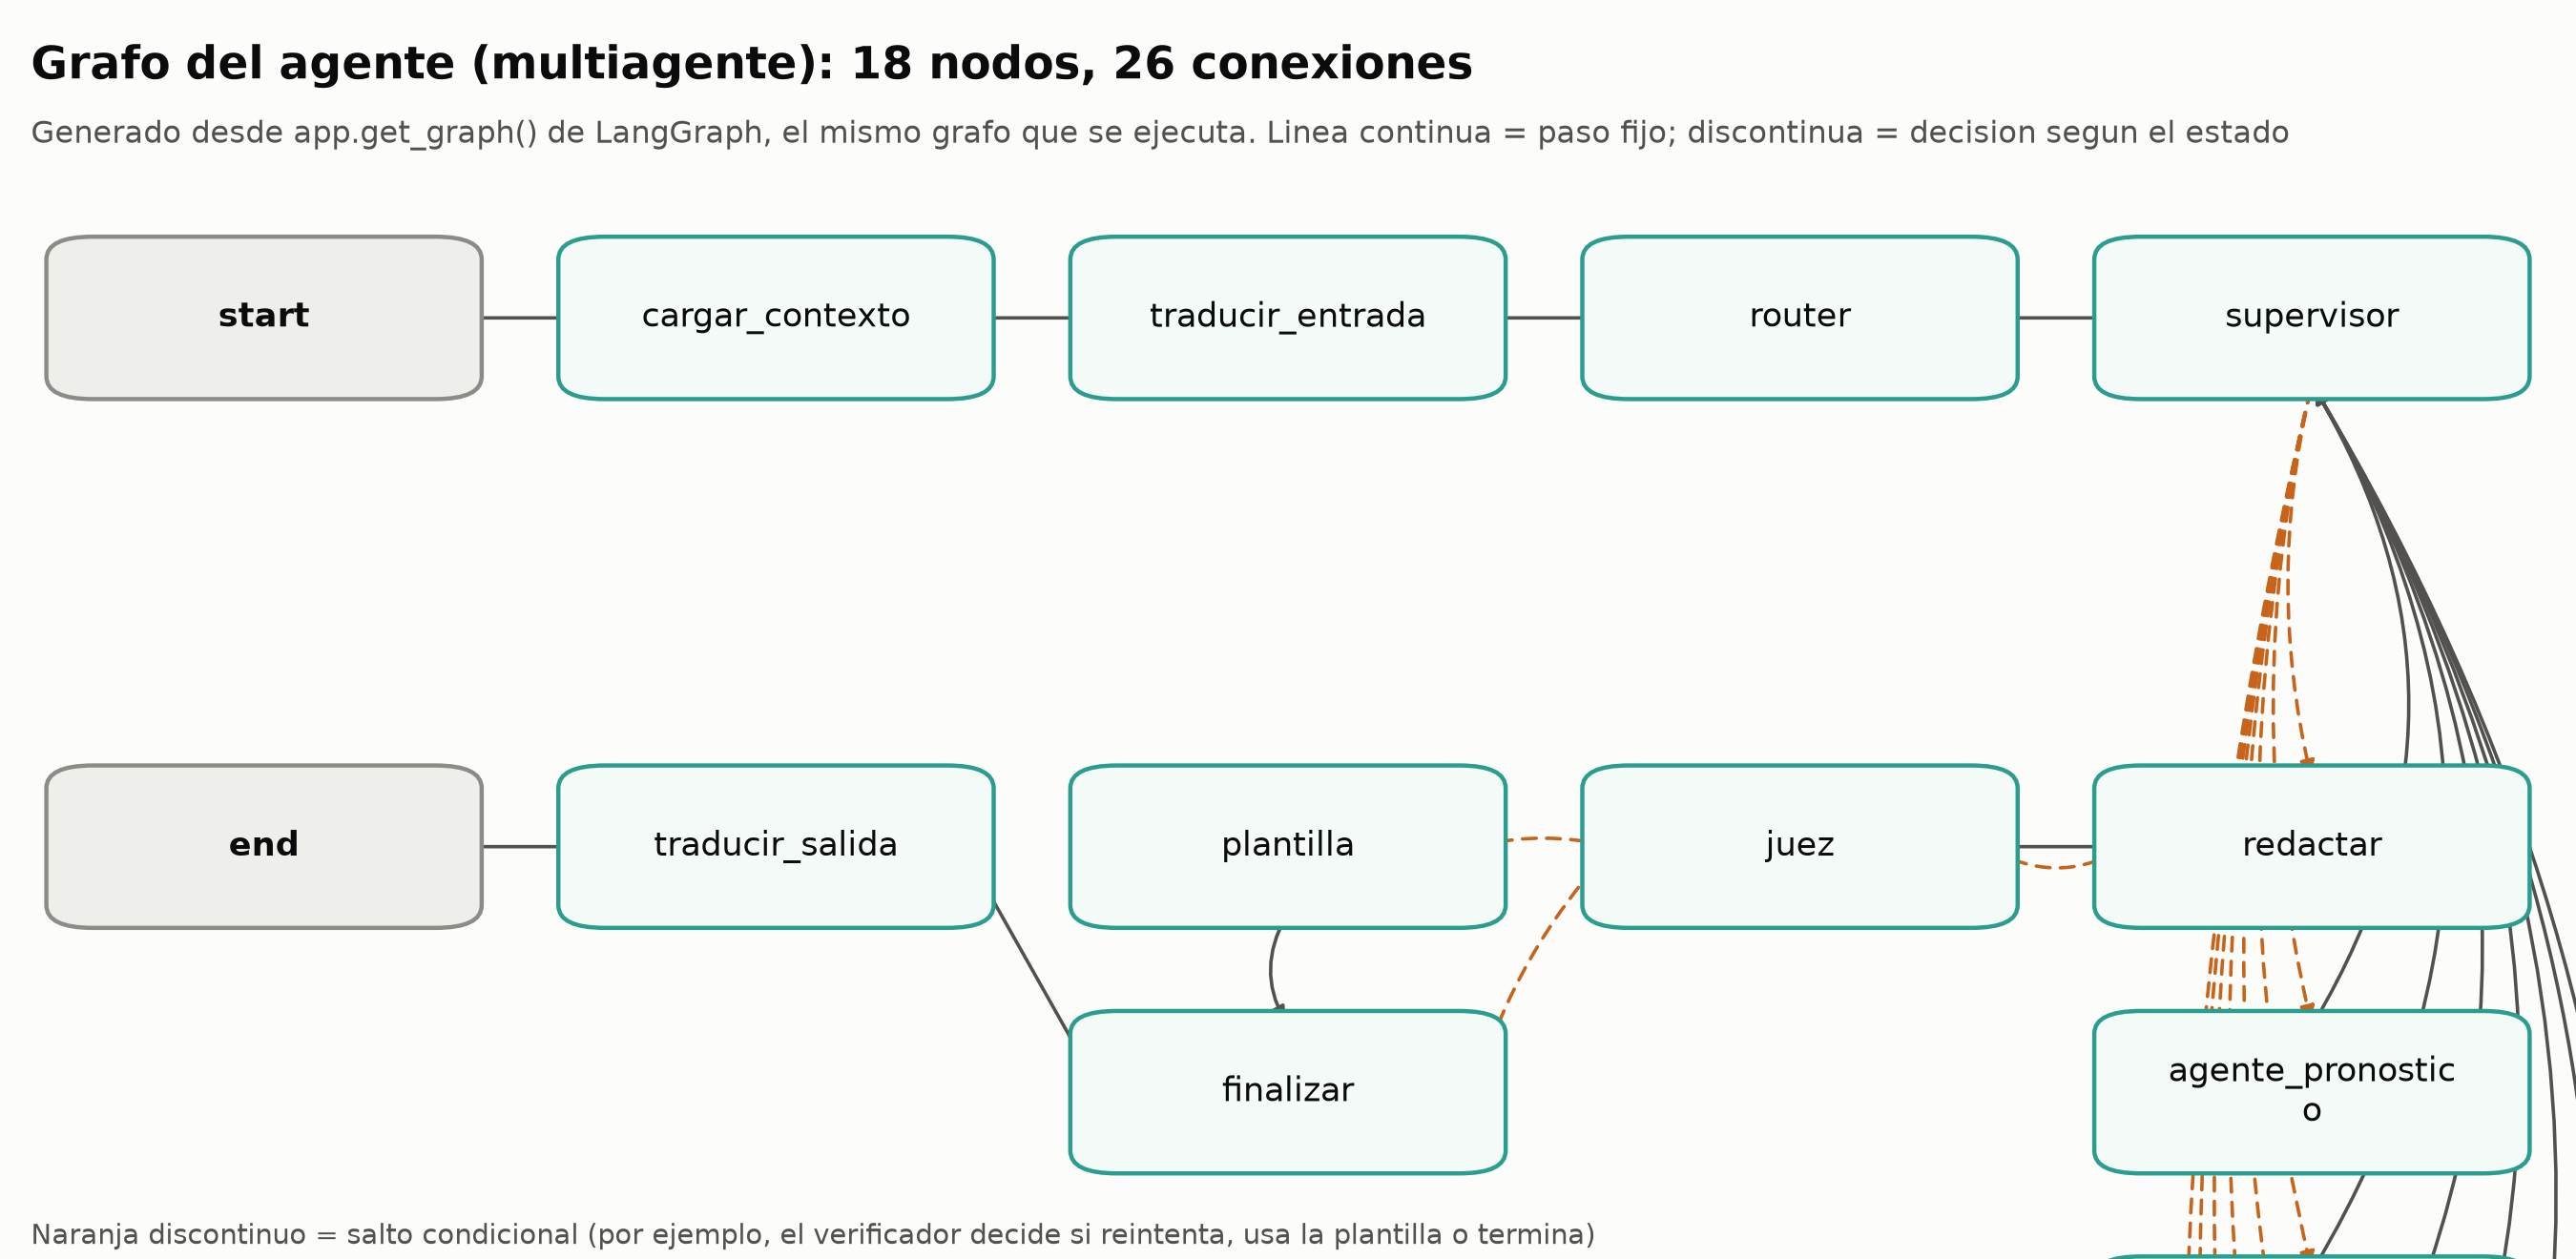 Grafo del agente (multiagente): 18 nodos, 26 conexiones
Generado desde app.get_graph() de LangGraph, el mismo grafo que se ejecuta. Linea continua = paso fijo; discontinua = decision segun el estado
start
cargar_contexto
traducir_entrada
router
supervisor
end
traducir_salida
plantilla
juez
redactar
finalizar
agente_pronostic
o
Naranja discontinuo = salto condicional (por ejemplo, el verificador decide si reintenta, usa la plantilla o termina)